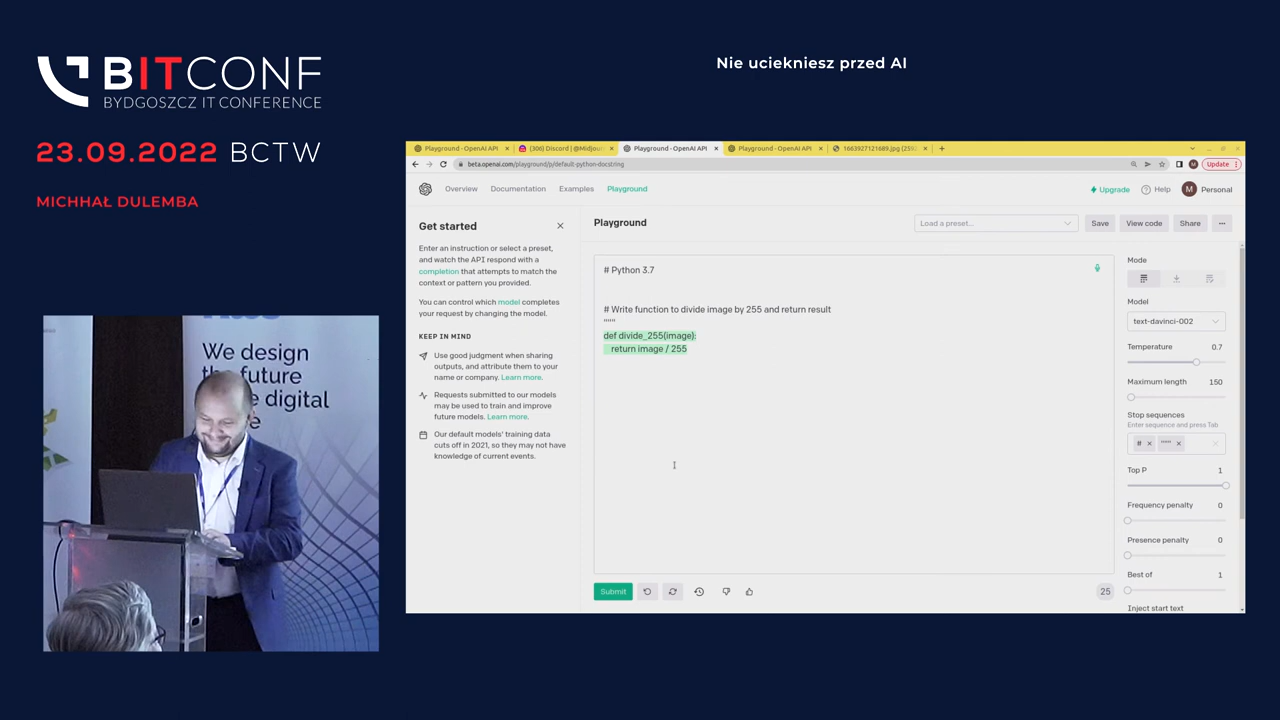 BITCONF
BYDGOSZCZ IT CONFERENCE
23.09.2022 BCTW
MICHHAŁ DULEMBA
Nie uciekniesz przed AI
We design
the future
digital
Playground - OpenAI API
(306) Discord | @Midjou
Playground - OpenAI API
Playground - OpenAI API
1663927121689.jpg (259
beta.openai.com/playground/p/default-python-docstring
M
Update
Overview
Documentation
Examples
Playground
Upgrade
Help
M
Personal
Get started
Enter an instruction or select a preset,
and watch the API respond with a
completion that attempts to match the
context or pattern you provided.
You can control which model completes
your request by changing the model.
KEEP IN MIND
Use good judgment when sharing
outputs, and attribute them to your
name or company. Learn more.
Requests submitted to our models
may be used to train and improve
future models. Learn more.
Our default models' training data
cuts off in 2021, so they may not have
knowledge of current events.
Playground
Load a preset...
Save
View code
Share
...
# Python 3.7
# Write function to divide image by 255 and return result
"""
def divide_255(image):
return image / 255
Submit
25
Mode
Model
text-davinci-002
Temperature 0.7
Maximum length 150
Stop sequences
Enter sequence and press Tab
# """
Top P 1
Frequency penalty 0
Presence penalty 0
Best of 1
Inject start text